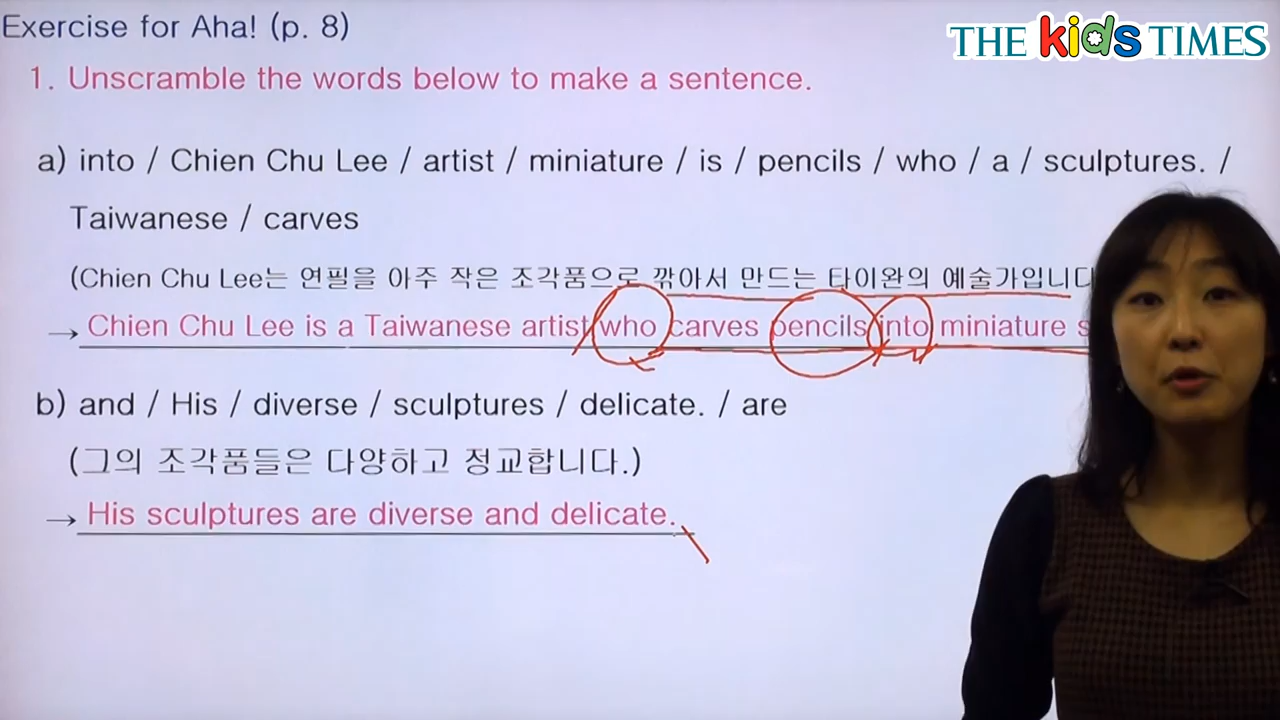 Exercise for Aha! (p. 8)
THE kids TIMES
1. Unscramble the words below to make a sentence.
a) into / Chien Chu Lee / artist / miniature / is / pencils / who / a / sculptures. /
Taiwanese / carves
(Chien Chu Lee는 연필을 아주 작은 조각품으로 깎아서 만드는 타이완의 예술가입니다
→ Chien Chu Lee is a Taiwanese artist who carves pencils into miniature s
b) and / His / diverse / sculptures / delicate. / are
(그의 조각품들은 다양하고 정교합니다.)
→ His sculptures are diverse and delicate.